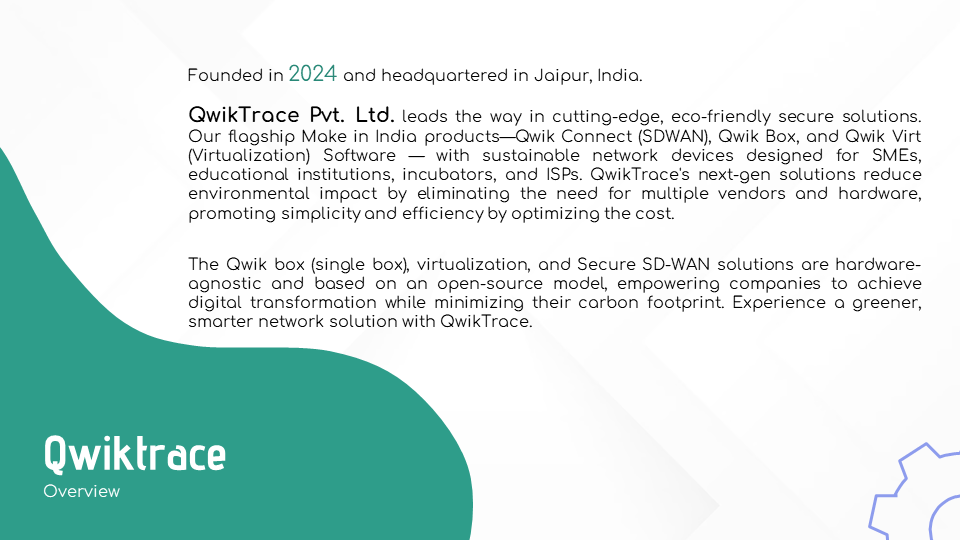 Founded in 2024 and headquartered in Jaipur, India.
QwikTrace Pvt. Ltd. leads the way in cutting-edge, eco-friendly secure solutions.
Our flagship Make in India products—Qwik Connect (SDWAN), Qwik Box, and Qwik Virt
(Virtualization) Software — with sustainable network devices designed for SMEs,
educational institutions, incubators, and ISPs. QwikTrace's next-gen solutions reduce
environmental impact by eliminating the need for multiple vendors and hardware,
promoting simplicity and efficiency by optimizing the cost.
The Qwik box (single box), virtualization, and Secure SD-WAN solutions are hardware-
agnostic and based on an open-source model, empowering companies to achieve
digital transformation while minimizing their carbon footprint. Experience a greener,
smarter network solution with QwikTrace.
Qwiktrace
Overview